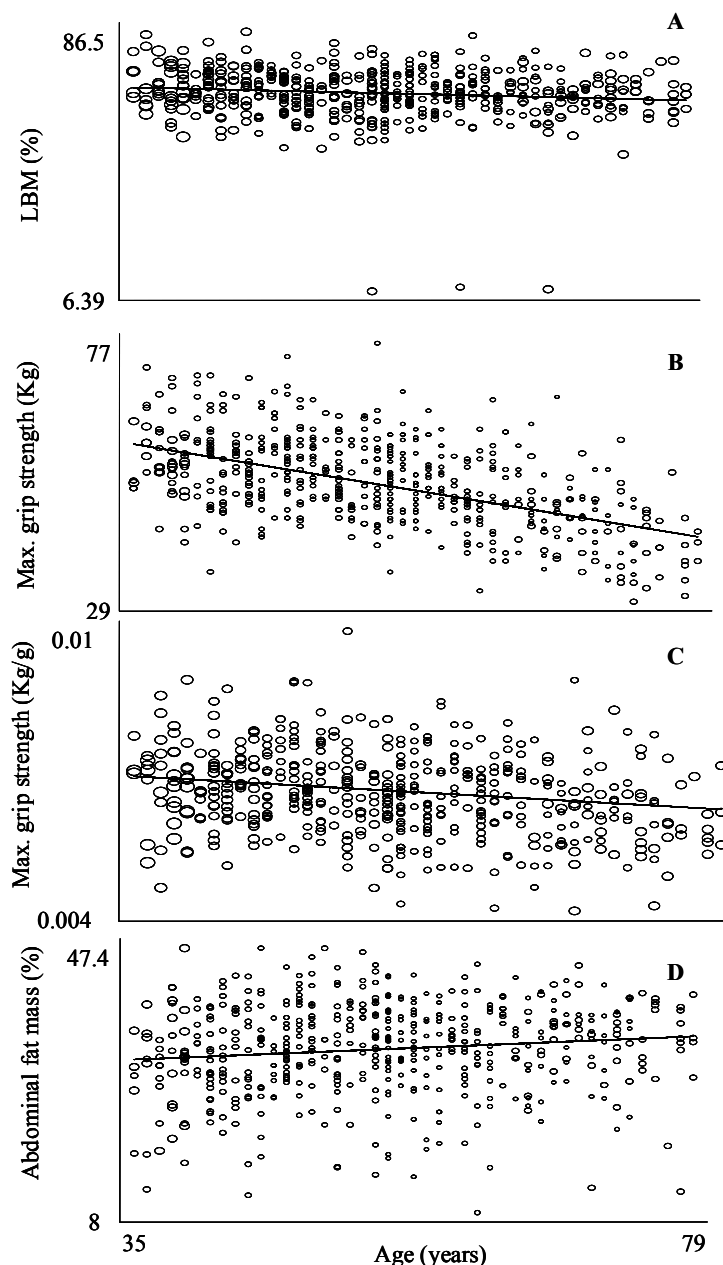 A
86.5
LBM (%)
6.39
B
77
Max. grip strength (Kg)
29
C
0.01
Max. grip strength (Kg/g)
0.004
D
47.4
Abdominal fat mass (%)
8
35
79
Age (years)